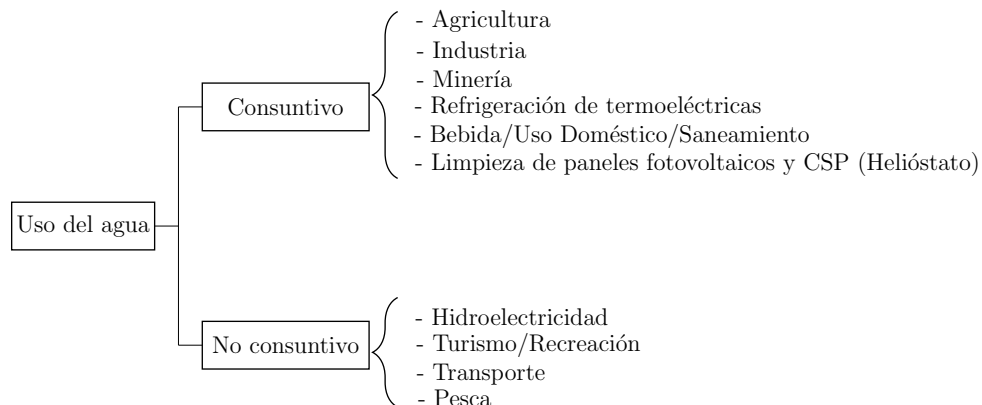 - Agricultura
- Industria
- Minería
Consuntivo
- Refrigeración de termoeléctricas
- Bebida/Uso Doméstico/Saneamiento
- Limpieza de paneles fotovoltaicos y CSP (Helióstato)
Uso del agua
- Hidroelectricidad
No consuntivo
- Turismo/Recreación
- Transporte
- Pesca